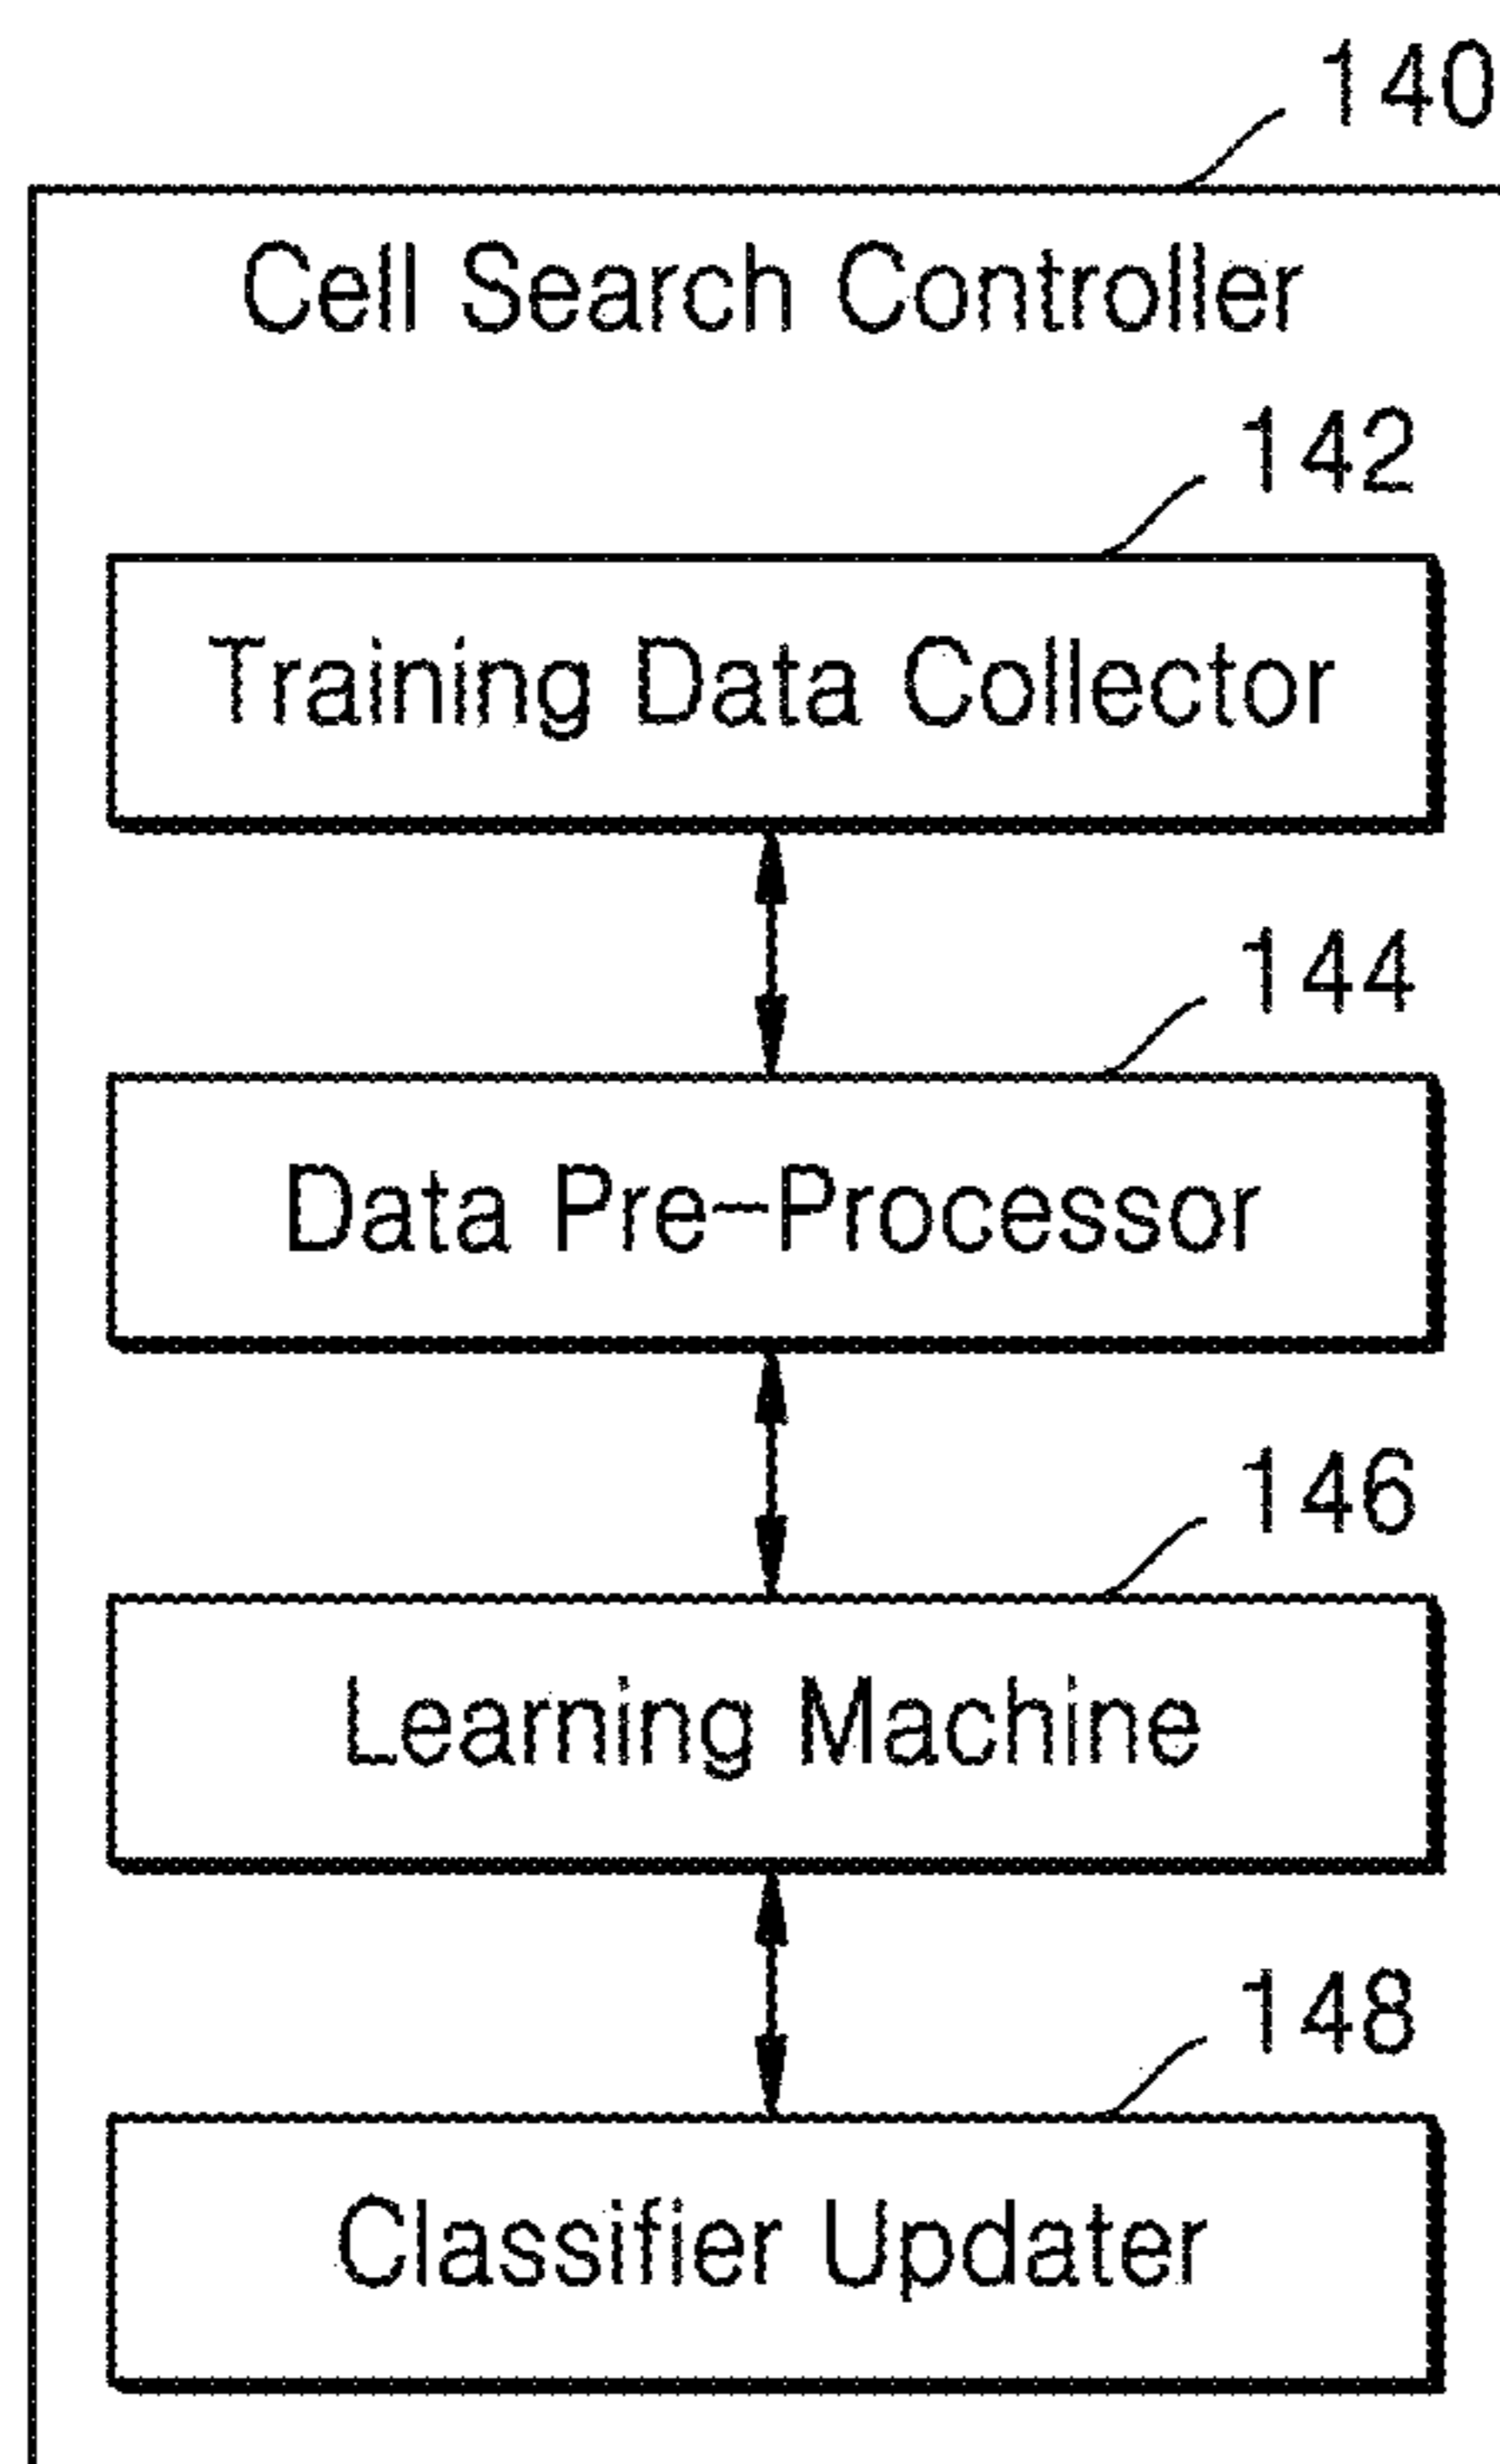 140
Cell Search Controller
142
Training Data Collector
144
Data Pre-Processor
146
Learning Machine
148
Classifier Updater